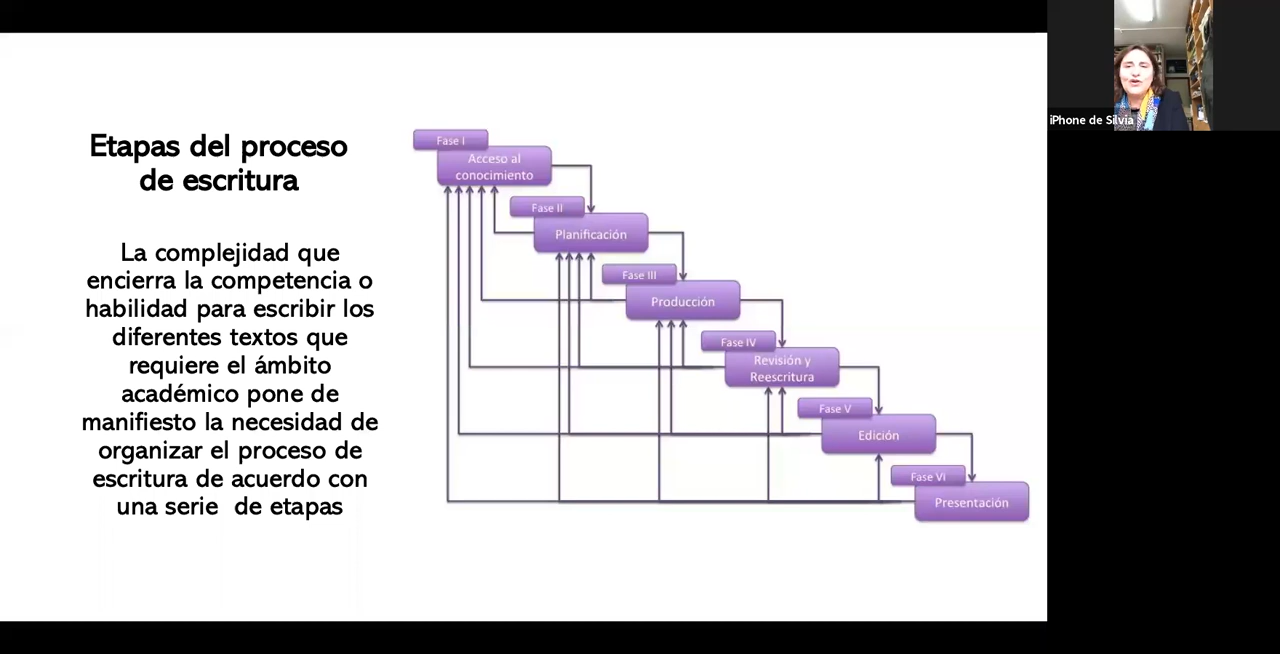 Etapas del proceso
de escritura
La complejidad que
encierra la competencia o
habilidad para escribir los
diferentes textos que
requiere el ámbito
académico pone de
manifiesto la necesidad de
organizar el proceso de
escritura de acuerdo con
una serie de etapas
Fase I
Acceso al
conocimiento
Fase II
Planificación
Fase III
Producción
Fase IV
Revisión y
Reescritura
Fase V
Edición
Fase Vi
Presentación
iPhone de Silvia